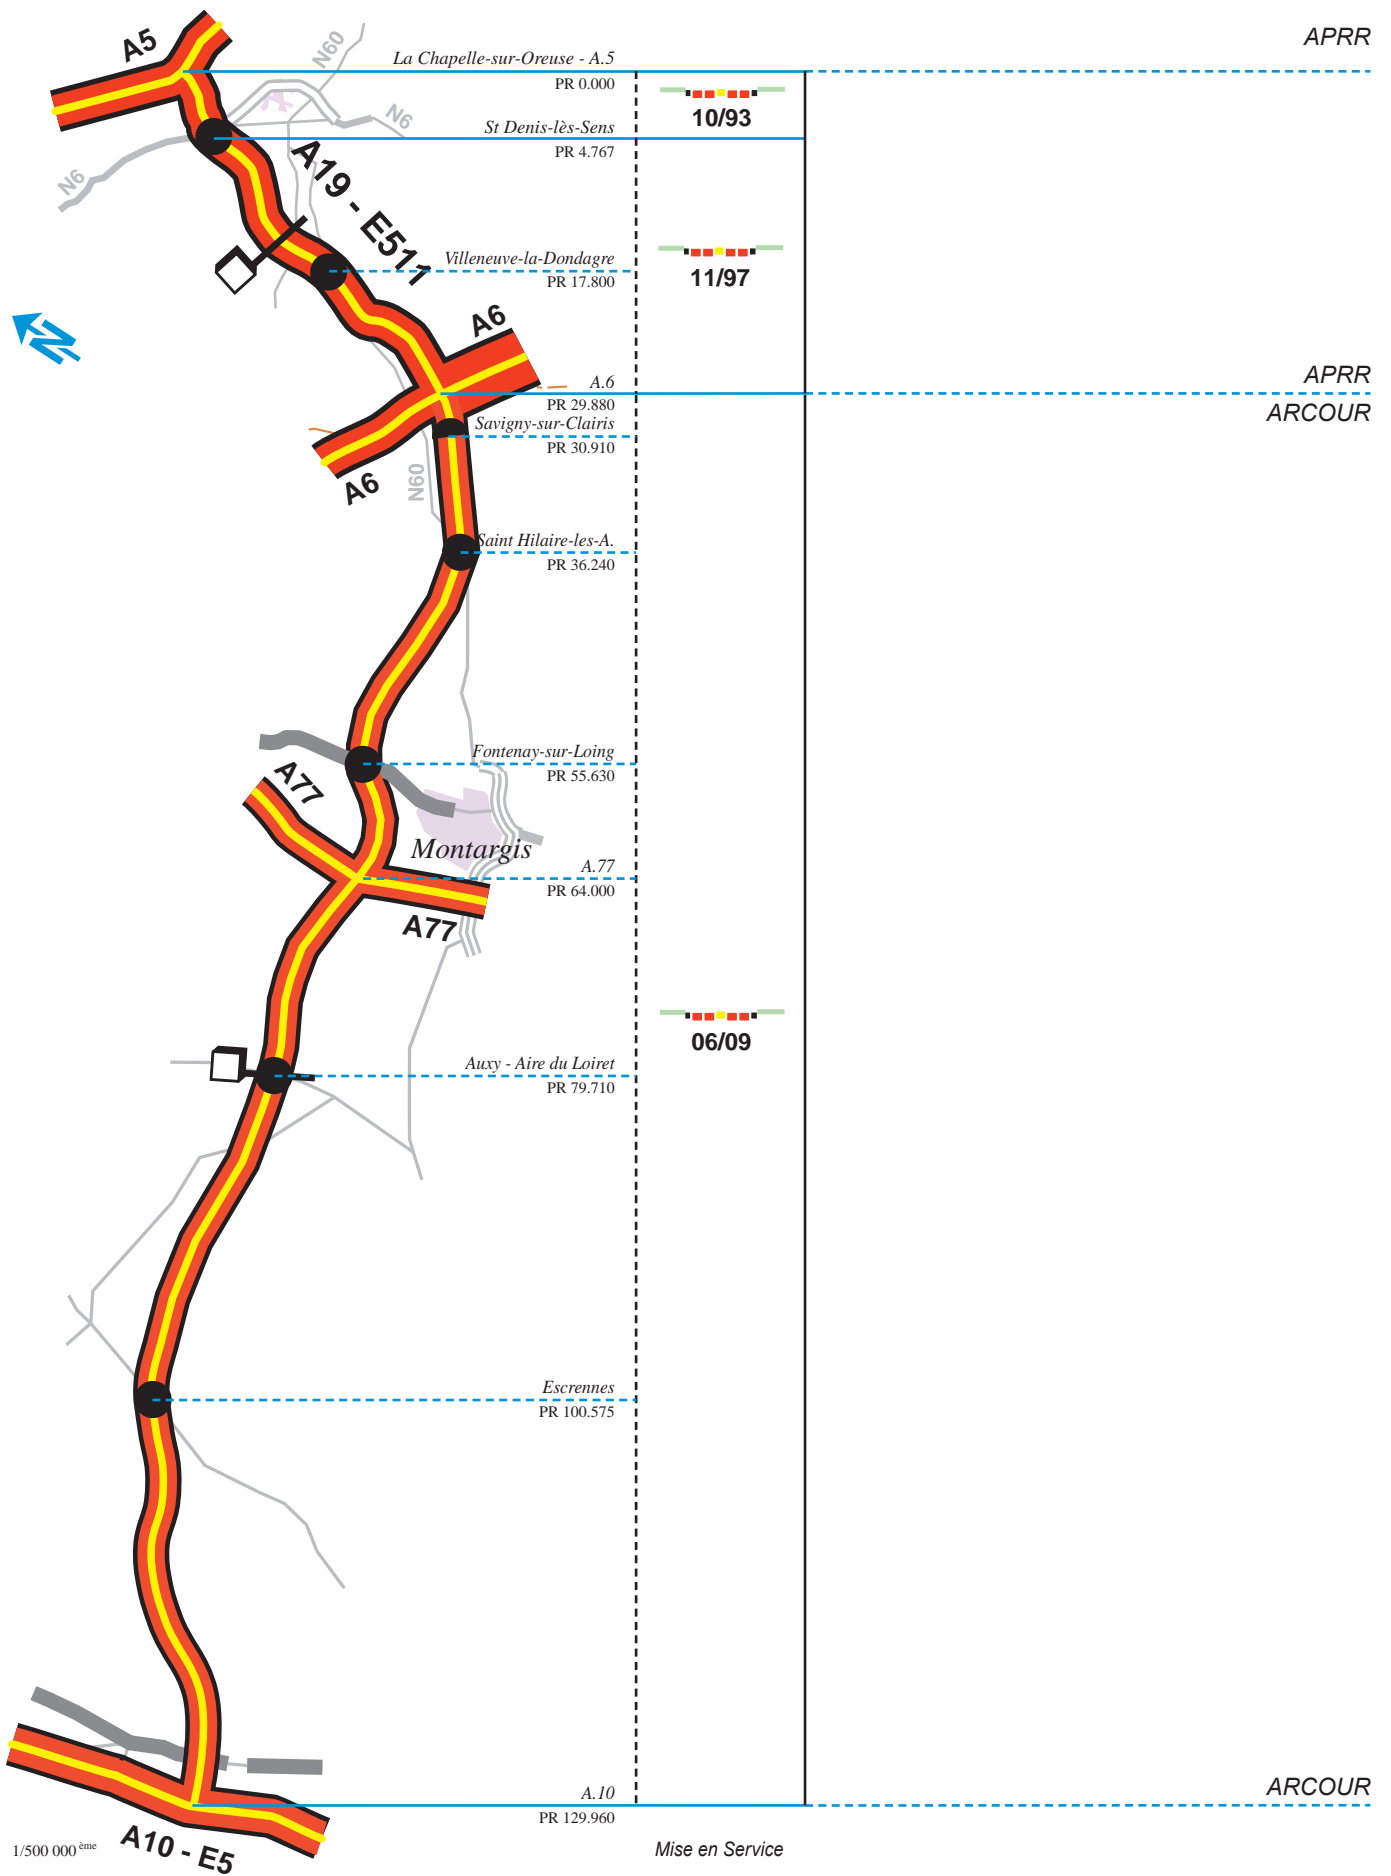 APRR
A5
N60
La Chapelle-sur-Oreuse - A.5
PR 0.000
10/93
N6
St Denis-lès-Sens
PR 4.767
N6
A19 - E511
Villeneuve-la-Dondagre
PR 17.800
11/97
N
A6
APRR
A.6
PR 29.880
ARCOUR
Savigny-sur-Clairis
PR 30.910
A6
N60
Saint Hilaire-les-A.
PR 36.240
Fontenay-sur-Loing
PR 55.630
A77
Montargis
A.77
PR 64.000
A77
06/09
Auxy - Aire du Loiret
PR 79.710
Escrennes
PR 100.575
ARCOUR
A.10
PR 129.960
A10 - E5
1/500 000 ème
Mise en Service